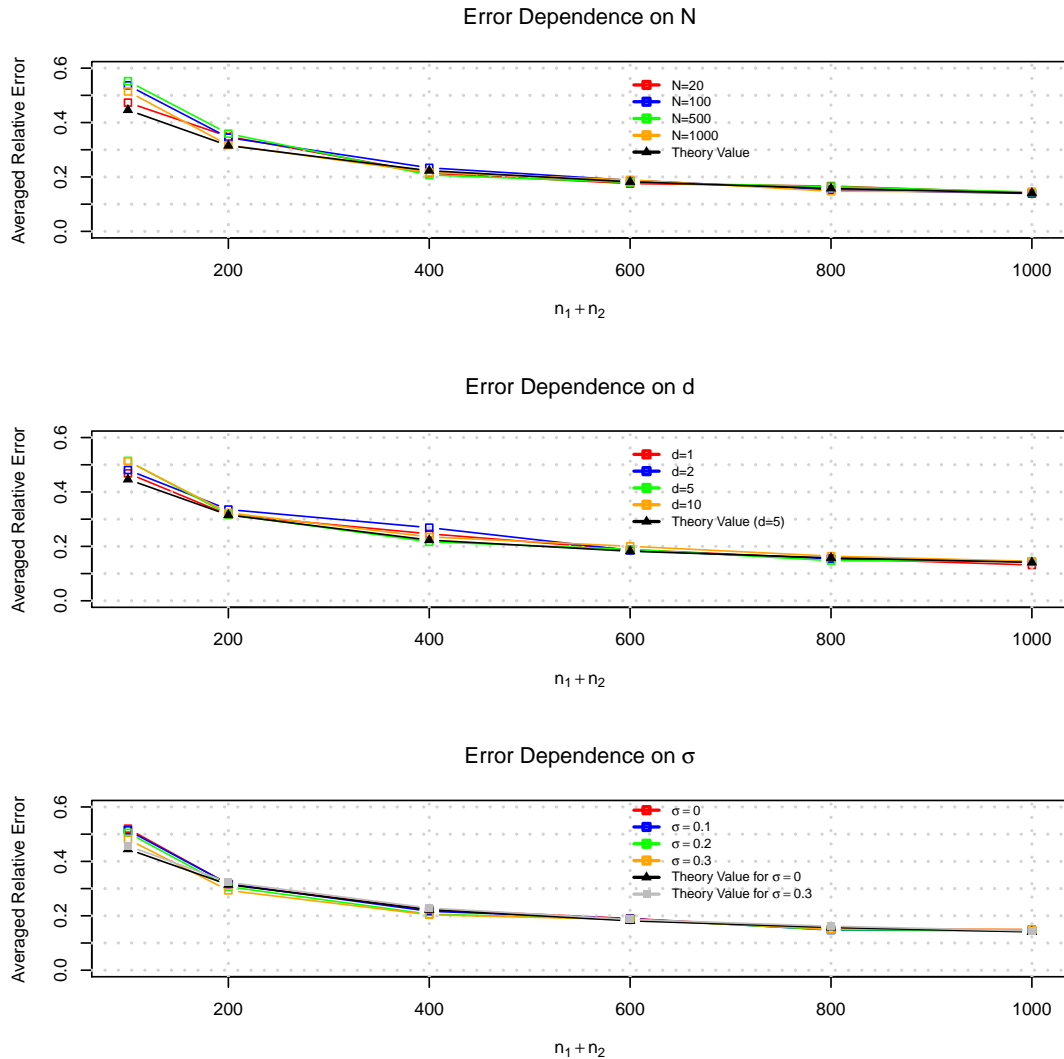 Error Dependence on N
Averaged Relative Error
0.6
0.4
0.2
0.0
N=20
N=100
N=500
N=1000
Theory Value
200 400 600 800 1000
n₁+n₂
Error Dependence on d
Averaged Relative Error
0.6
0.4
0.2
0.0
d=1
d=2
d=5
d=10
Theory Value (d=5)
200 400 600 800 1000
n₁+n₂
Error Dependence on σ
Averaged Relative Error
0.6
0.4
0.2
0.0
σ=0
σ=0.1
σ=0.2
σ=0.3
Theory Value for σ=0
Theory Value for σ=0.3
200 400 600 800 1000
n₁+n₂